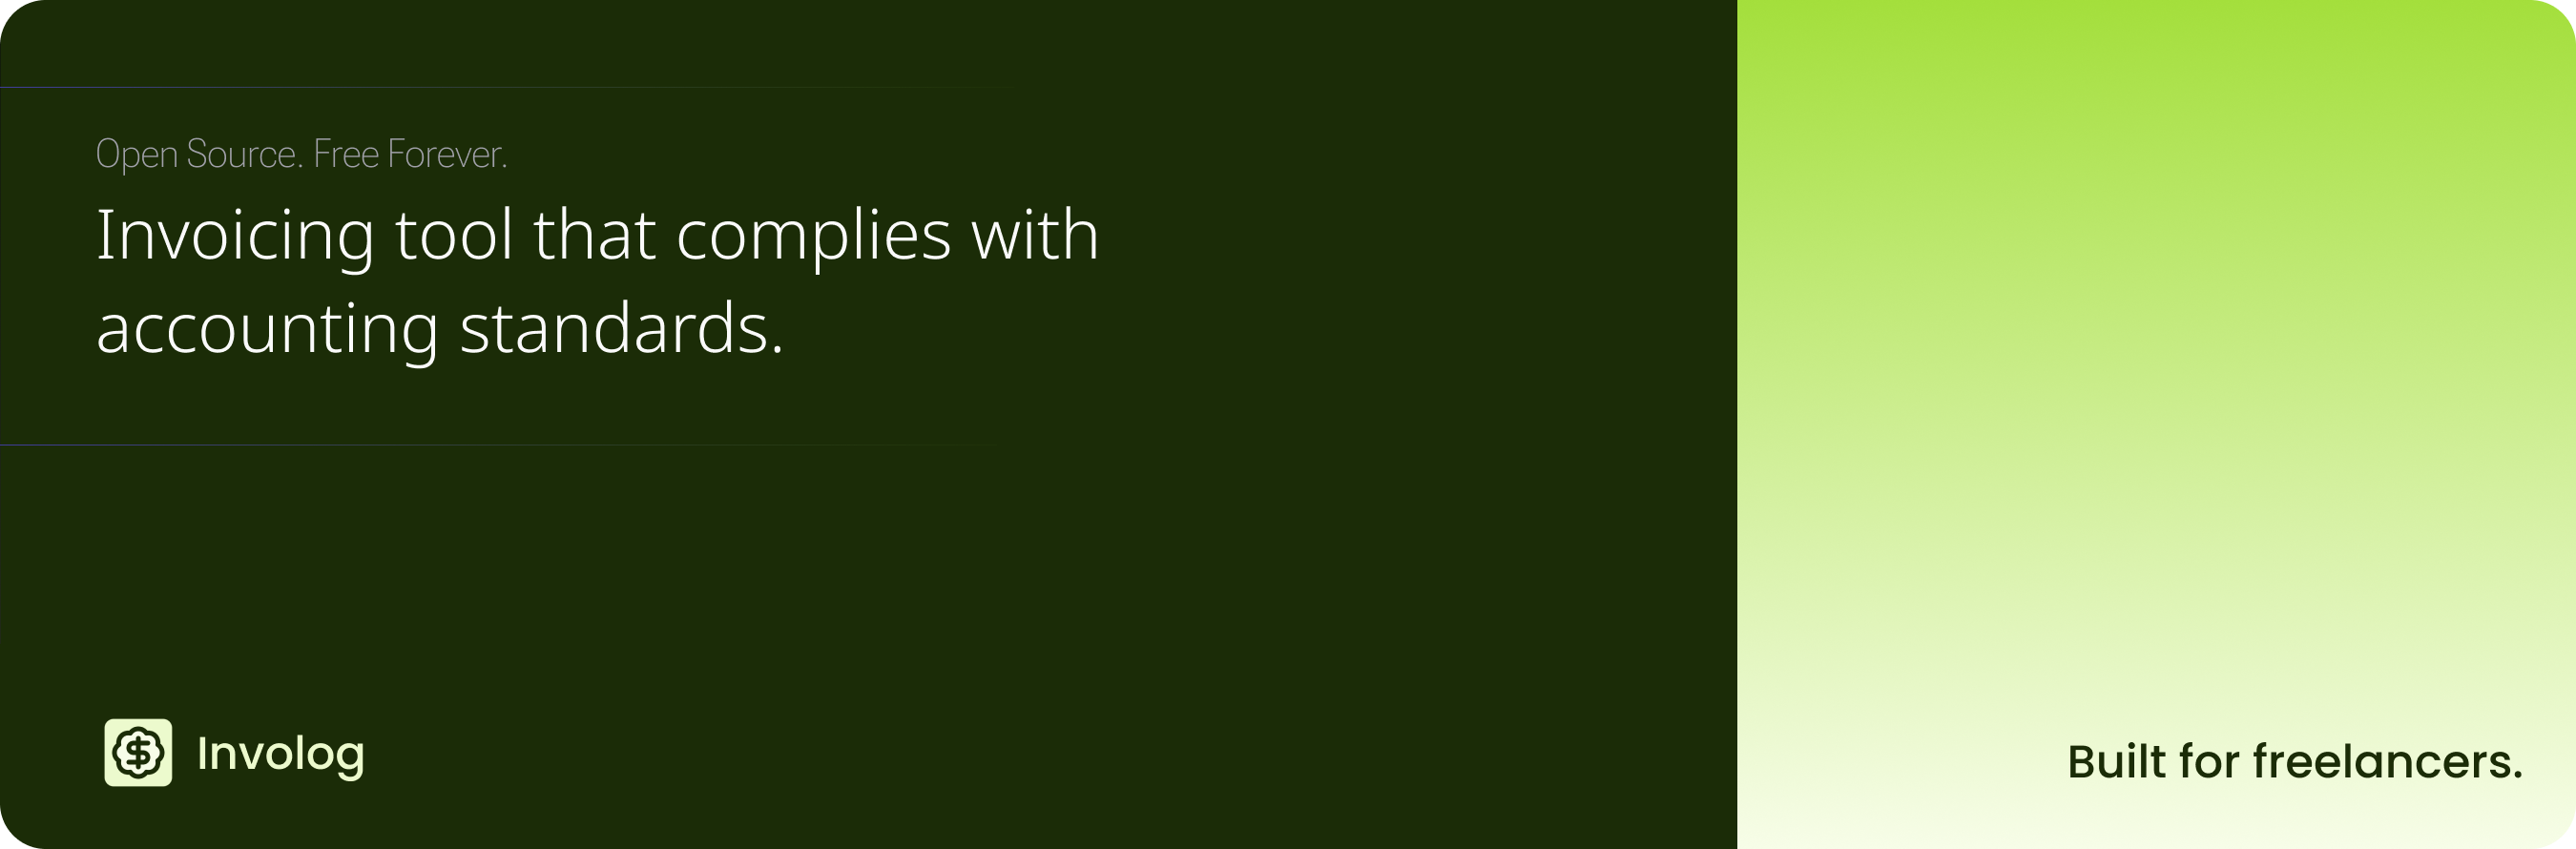 Open Source. Free Forever.
Invoicing tool that complies with
accounting standards.
Involog
Built for freelancers.